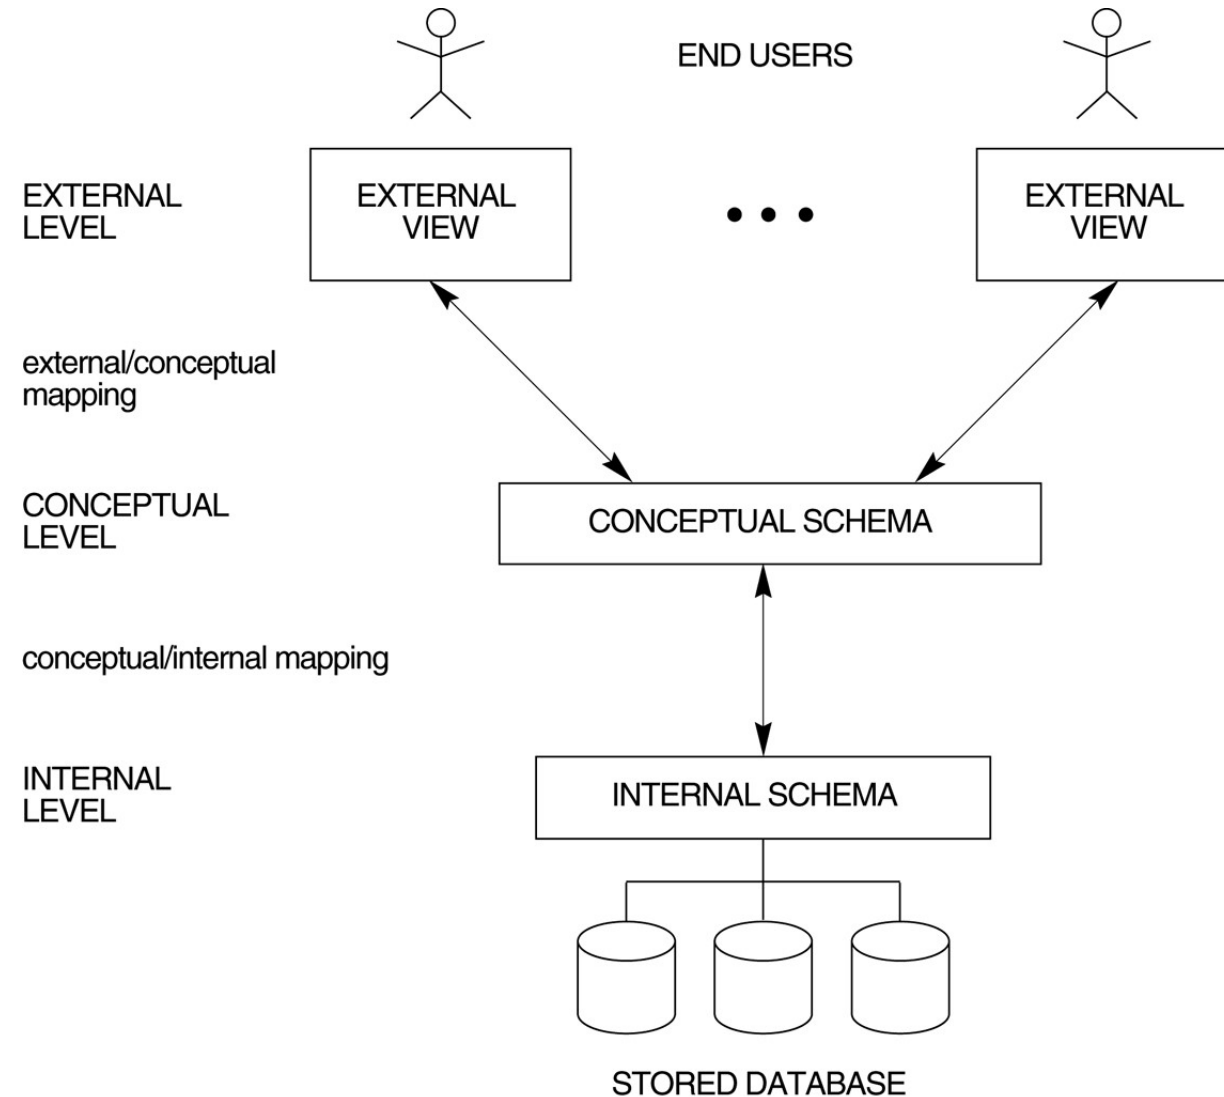 END USERS
EXTERNAL
LEVEL
EXTERNAL
VIEW
EXTERNAL
VIEW
external/conceptual
mapping
CONCEPTUAL
LEVEL
CONCEPTUAL SCHEMA
conceptual/internal mapping
INTERNAL
LEVEL
INTERNAL SCHEMA
STORED DATABASE